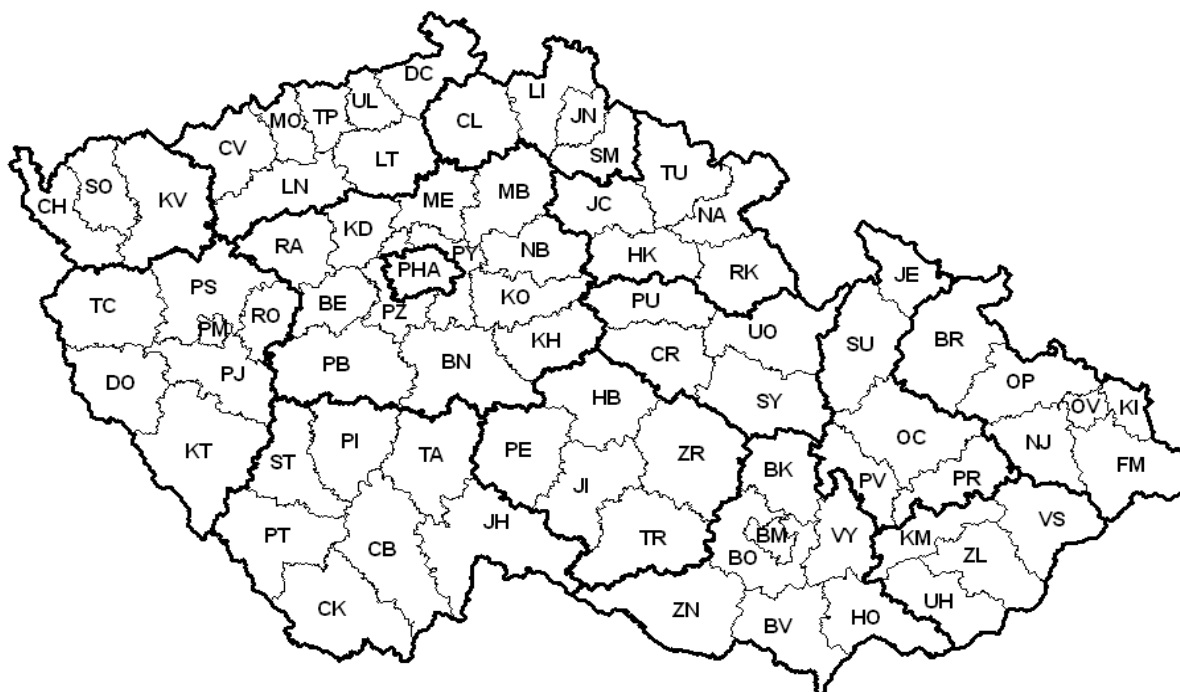 DC
LI
UL
MO
TP
JN
CL
CV
LT
SM
TU
SO
LN
KV
CH
ME
MB
JC
NA
KD
RA
PY
NB
HK
PHA
RK
JE
PS
KO
TC
BE
PZ
RO
PU
PM
UO
BR
KH
CR
SU
PB
BN
OP
DO
PJ
HB
SY
OV
KI
OC
PI
PE
ZR
NJ
KT
ST
TA
BK
FM
JI
PV
PR
JH
VS
PT
TR
BM
VY
KM
CB
BO
ZL
CK
UH
ZN
BV
HO